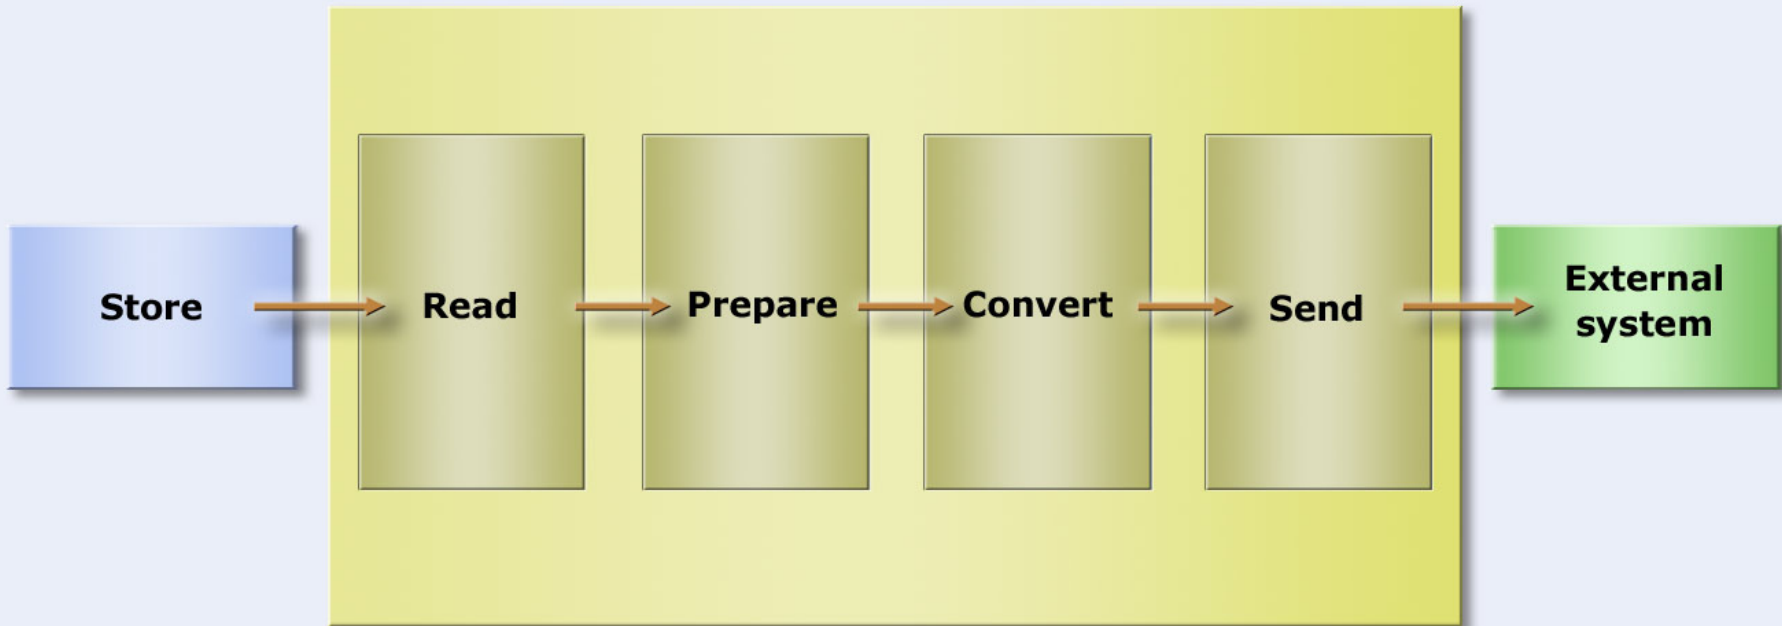 Store
Read
Prepare
Convert
Send
External
system